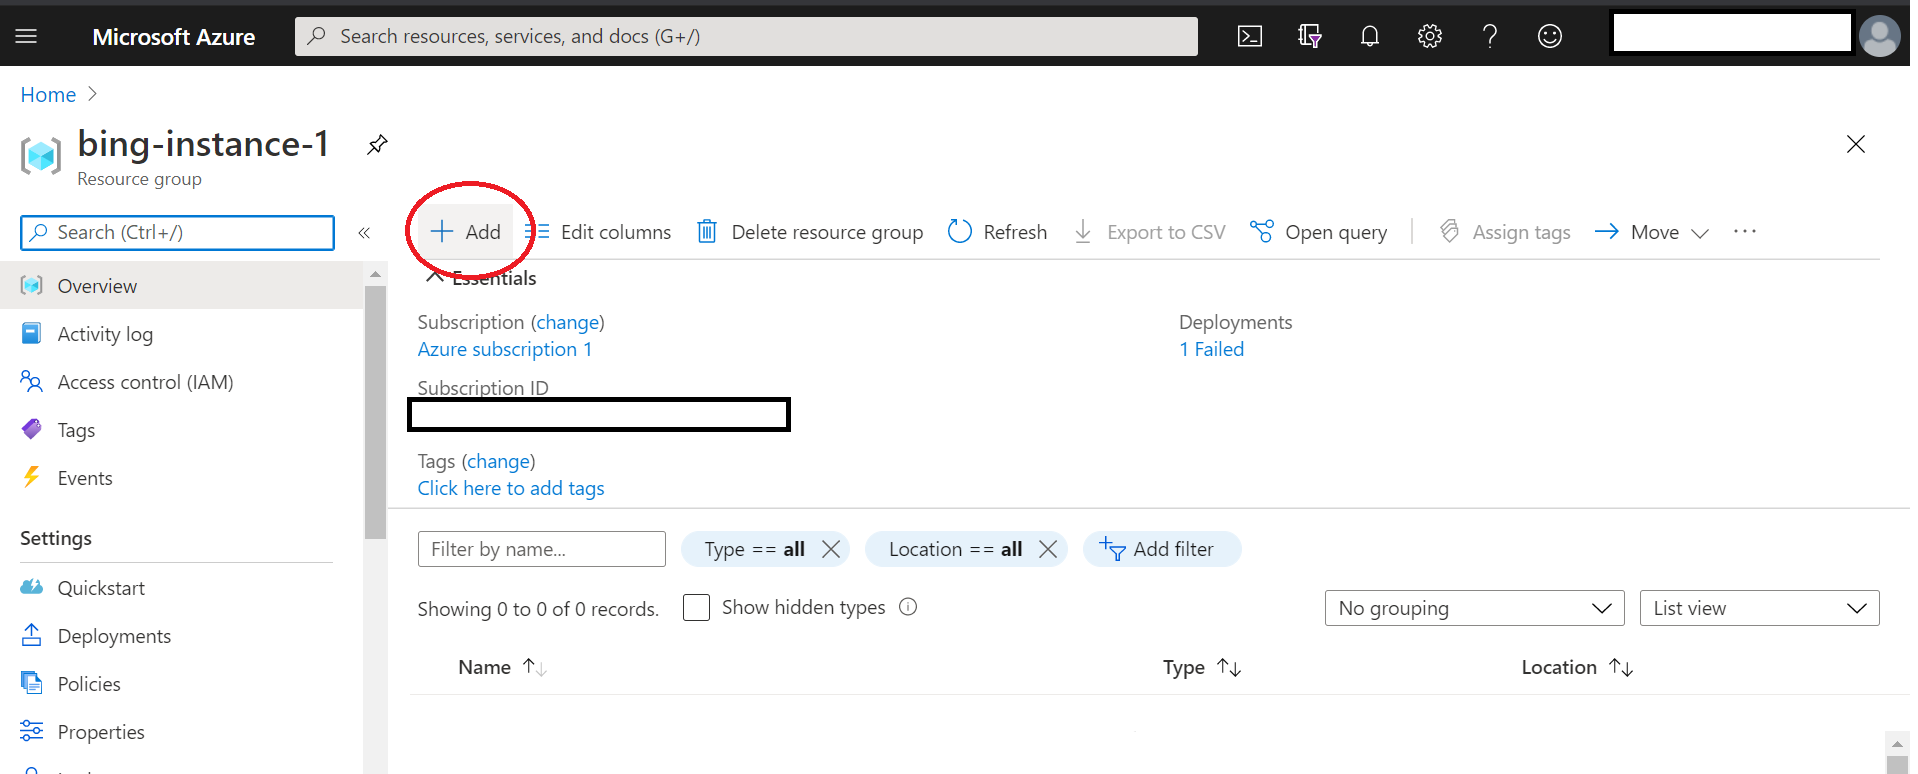 Microsoft Azure
Search resources, services, and docs (G+/)
Home
bing-instance-1
Resource group
Search (Ctrl+/)
Overview
Activity log
Access control (IAM)
Tags
Events
Settings
Quickstart
Deployments
Policies
Properties
Add
Edit columns
Delete resource group
Refresh
Export to CSV
Open query
Assign tags
Move
Essentials
Subscription (change)
Azure subscription 1
Subscription ID
Tags (change)
Click here to add tags
Deployments
1 Failed
Filter by name...
Type == all
Location == all
Add filter
Showing 0 to 0 of 0 records.
Show hidden types
No grouping
List view
Name
Type
Location